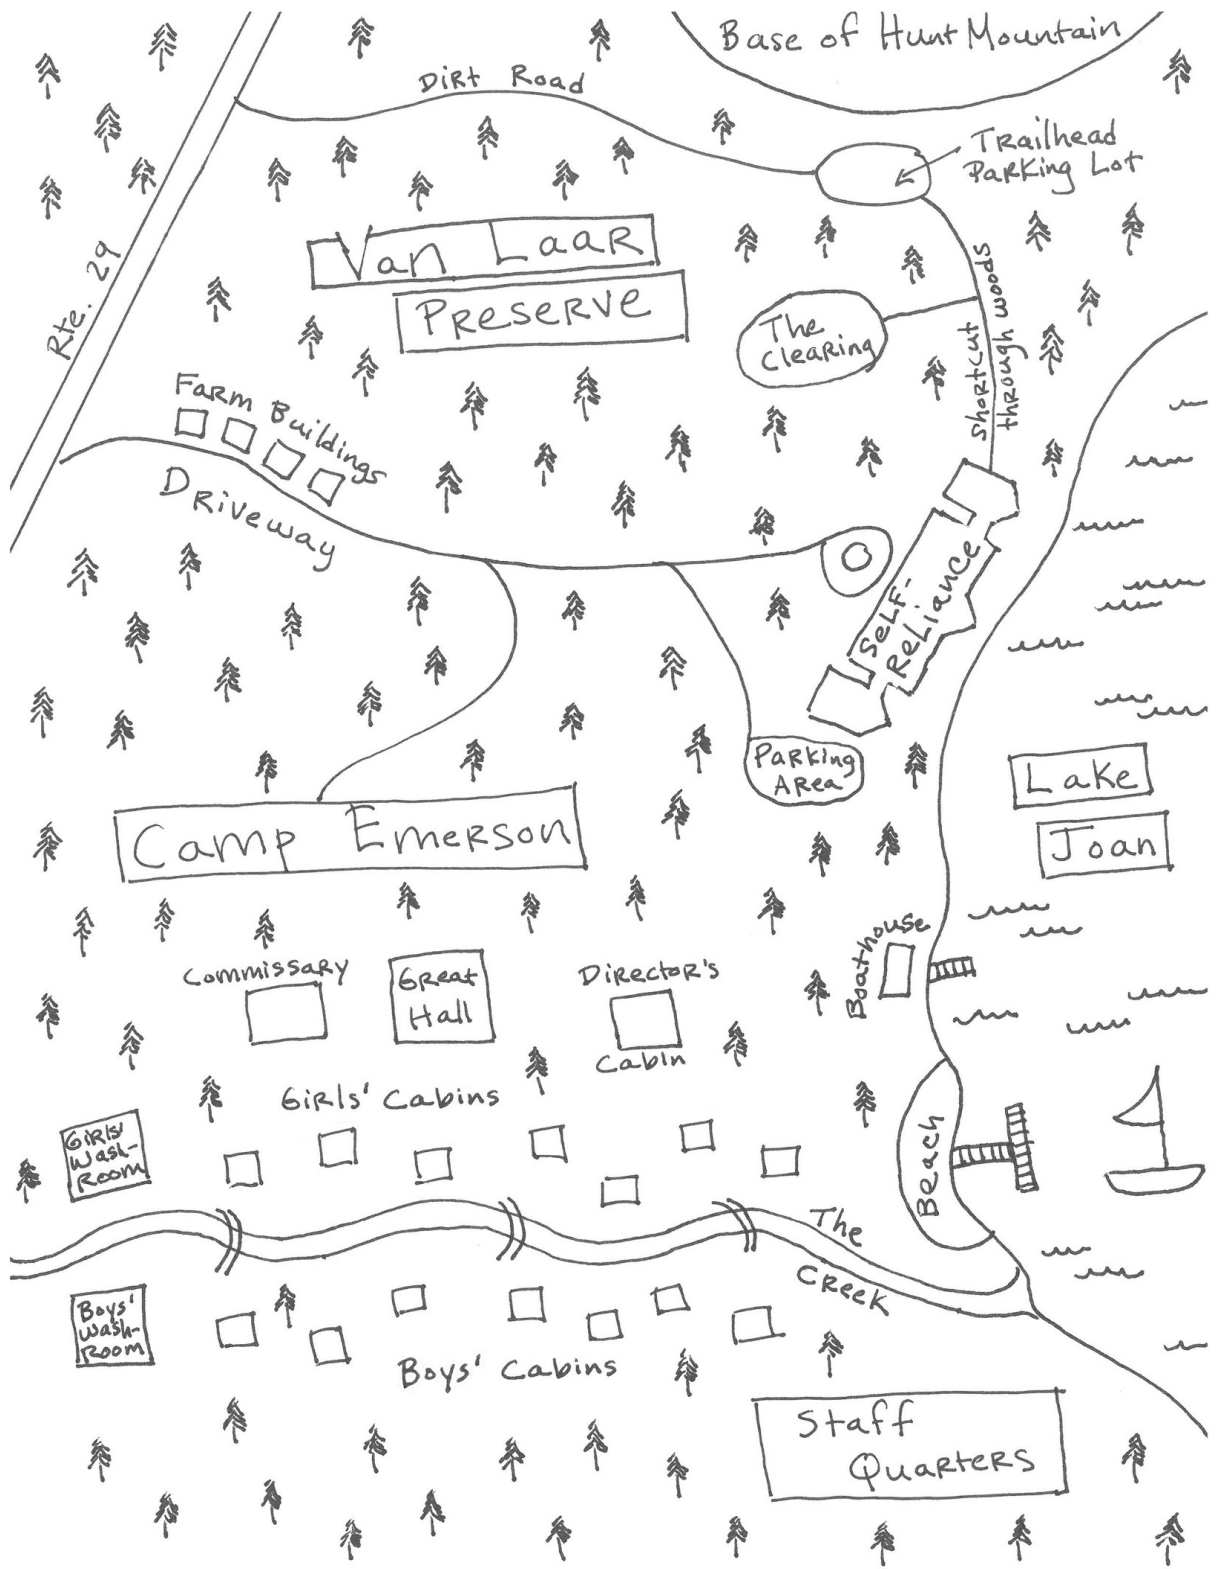 Base of Hunt Mountain
Dirt Road
Trailhead
Parking Lot
Rte. 29
Van Laar
Preserve
The
Clearing
shortcut
through woods
Farm Buildings
Driveway
Self-
Reliance
Parking
Area
Lake
Joan
Camp Emerson
Commissary
Great
Hall
Director's
Cabin
Boathouse
Girls' Cabins
Girls'
Wash-
Room
Beach
The
Creek
Boys'
Wash-
Room
Boys' Cabins
Staff
Quarters